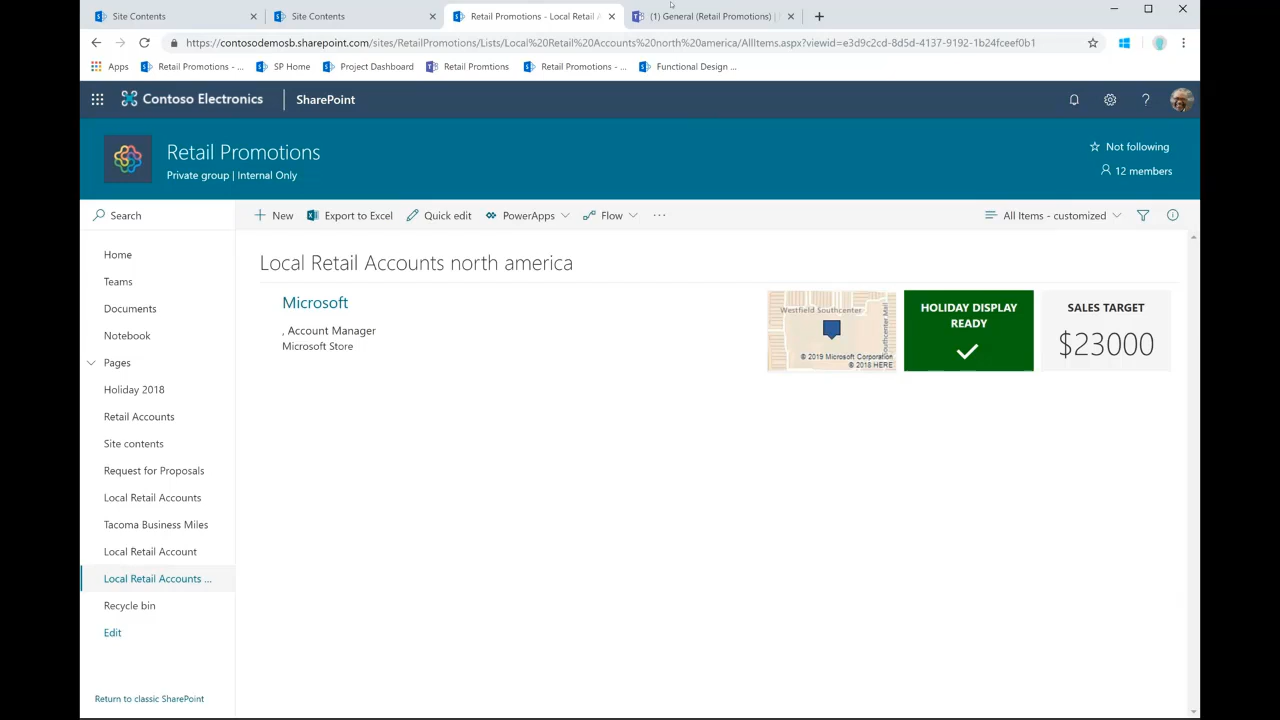 Site Contents
Site Contents
Retail Promotions - Local Retail A
(1) General (Retail Promotions) |
https://contosodemosb.sharepoint.com/sites/RetailPromotions/Lists/Local%20Retail%20Accounts%20north%20america/AllItems.aspx?viewid=e3d9c2cd-8d5d-4137-9192-1b24fceef0b1
Apps
Retail Promotions - ...
SP Home
Project Dashboard
Retail Promtions
Retail Promotions - ...
Functional Design ...
Contoso Electronics
SharePoint
?
Retail Promotions
Private group | Internal Only
Not following
12 members
Search
New
Export to Excel
Quick edit
PowerApps
Flow
...
All Items - customized
Home
Teams
Documents
Notebook
Pages
Holiday 2018
Retail Accounts
Site contents
Request for Proposals
Local Retail Accounts
Tacoma Business Miles
Local Retail Account
Local Retail Accounts ...
Recycle bin
Edit
Return to classic SharePoint
Local Retail Accounts north america
Microsoft
, Account Manager
Microsoft Store
Westfield Southcenter
Southcenter Mall
© 2019 Microsoft Corporation
© 2018 HERE
HOLIDAY DISPLAY
READY
SALES TARGET
$23000